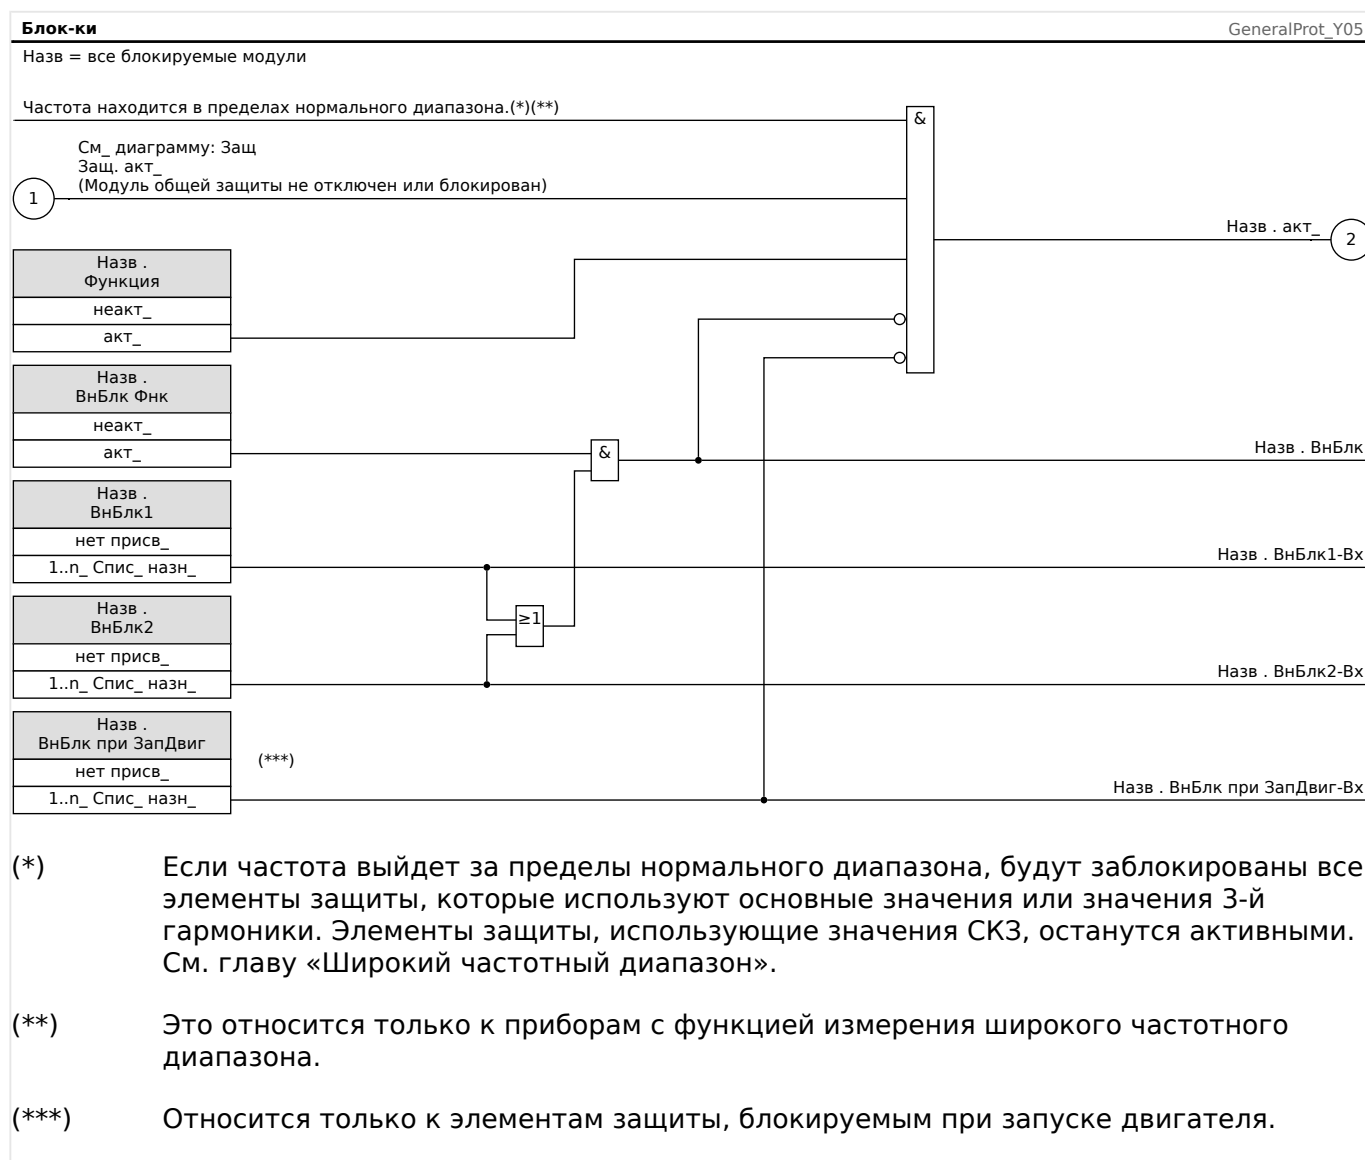 Блок-ки
GeneralProt_Y05
Назв = все блокируемые модули
Частота находится в пределах нормального диапазона.(*)(**)
&
См_ диаграмму: Защ
Защ. акт_
(Модуль общей защиты не отключен или блокирован)
1
Назв . акт_
2
Назв .
Функция
неакт_
акт_
Назв .
ВнБлк Фнк
неакт_
акт_
&
Назв . ВнБлк
Назв .
ВнБлк1
нет присв_
1..n_ Спис_ назн_
Назв . ВнБлк1-Вх
≥1
Назв .
ВнБлк2
нет присв_
1..n_ Спис_ назн_
Назв . ВнБлк2-Вх
Назв .
ВнБлк при ЗапДвиг
(***)
нет присв_
1..n_ Спис_ назн_
Назв . ВнБлк при ЗапДвиг-Вх
(*) Если частота выйдет за пределы нормального диапазона, будут заблокированы все
элементы защиты, которые используют основные значения или значения 3-й
гармоники. Элементы защиты, использующие значения СКЗ, останутся активными.
См. главу «Широкий частотный диапазон».
(**) Это относится только к приборам с функцией измерения широкого частотного
диапазона.
(***) Относится только к элементам защиты, блокируемым при запуске двигателя.